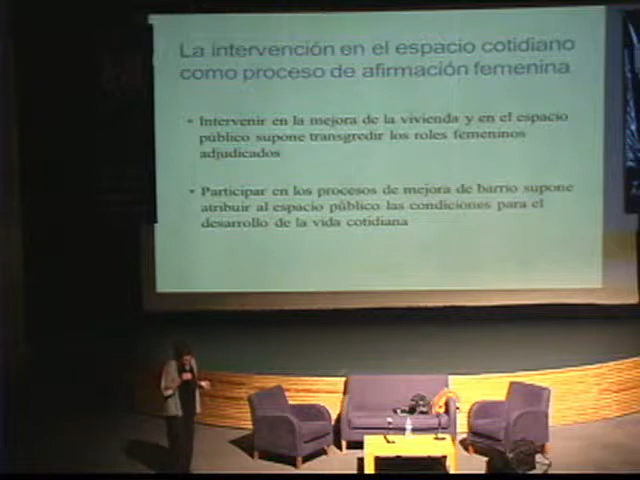 La intervención en el espacio cotidiano
como proceso de afirmación femenina
• Intervenir en la mejora de la vivienda y en el espacio
público supone transgredir los roles femeninos
adjudicados
• Participar en los procesos de mejora de barrio supone
atribuir al espacio público las condiciones para el
desarrollo de la vida cotidiana